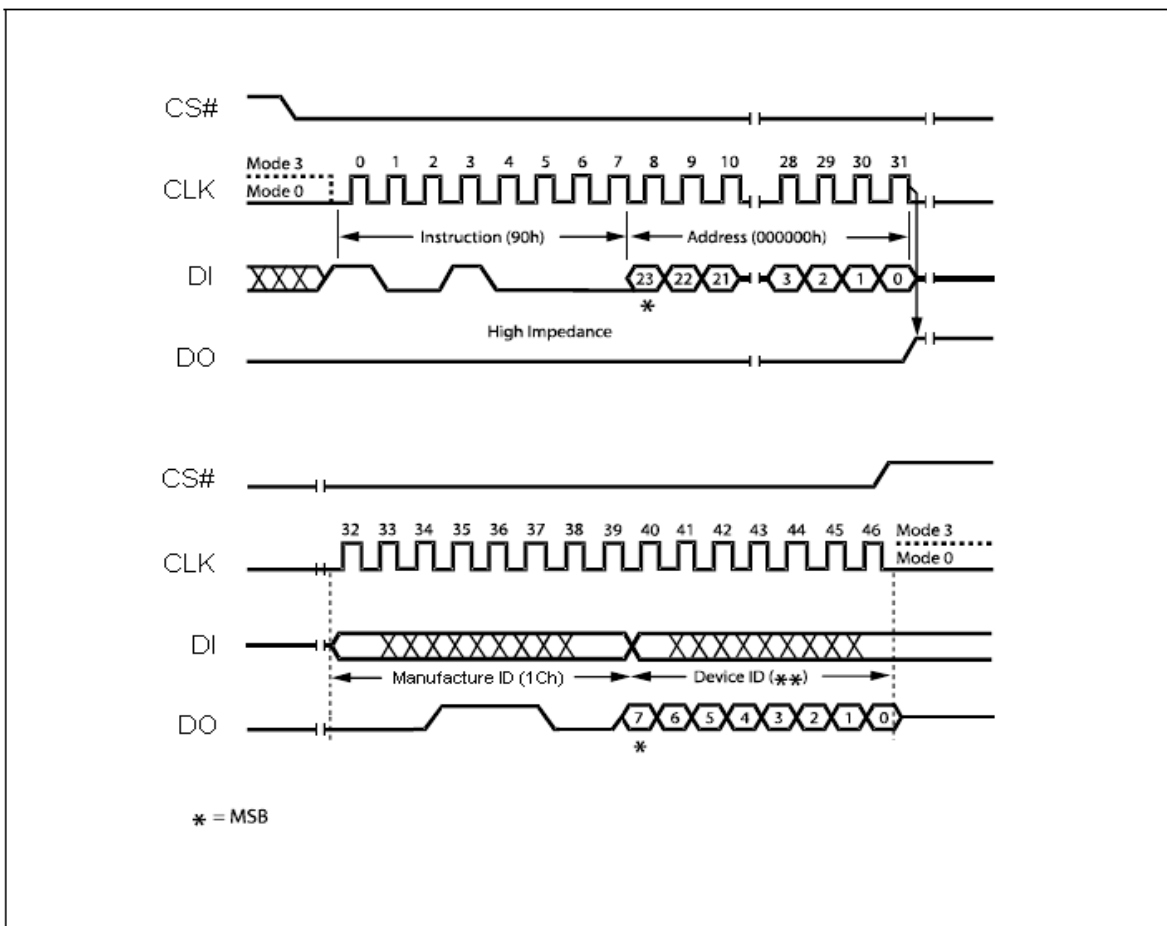 CS#
Mode 3
0 1 2 3 4 5 6 7 8 9 10 28 29 30 31
CLK
Mode 0
Instruction (90h) Address (000000h)
DI
23 22 21 3 2 1 0
*
High Impedance
DO
CS#
32 33 34 35 36 37 38 39 40 41 42 43 44 45 46 Mode 3
CLK
Mode 0
DI
Manufacture ID (1Ch) Device ID (**)
DO
7 6 5 4 3 2 1 0
*
* = MSB